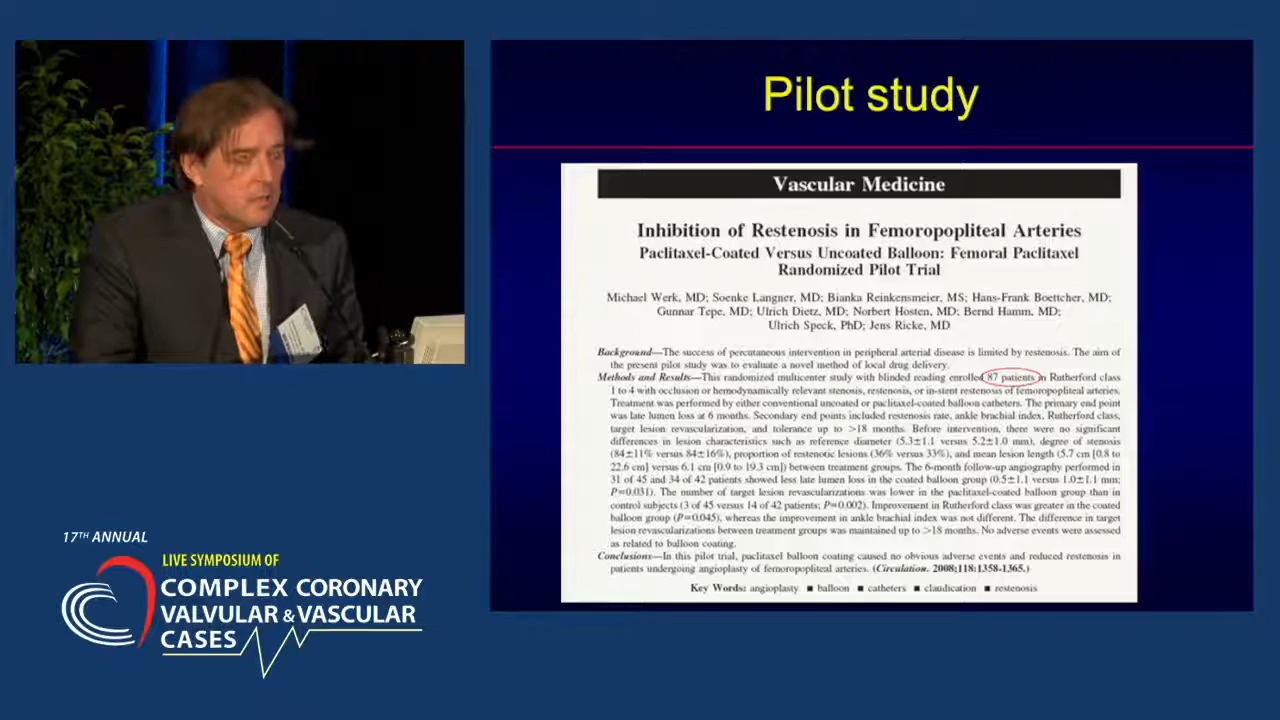 Pilot study
Vascular Medicine
Inhibition of Restenosis in Femoropopliteal Arteries
Paclitaxel-Coated Versus Uncoated Balloon: Femoral Paclitaxel
Randomized Pilot Trial
Michael Werk, MD; Soenke Langner, MD; Bianka Reinkensmeier, MS; Hans-Frank Boettcher, MD;
Gunnar Tepe, MD; Ulrich Dietz, MD; Norbert Hosten, MD; Bernd Hamm, MD;
Ulrich Speck, PhD; Jens Ricke, MD
Background—The success of percutaneous intervention in peripheral arterial disease is limited by restenosis. The aim of
the present pilot study was to evaluate a novel method of local drug delivery.
Methods and Results—This randomized multicenter study with blinded reading enrolled 87 patients in Rutherford class
1 to 4 with occlusion or hemodynamically relevant stenosis, restenosis, or in-stent restenosis of femoropopliteal arteries.
Treatment was performed by either conventional uncoated or paclitaxel-coated balloon catheters. The primary end point
was late lumen loss at 6 months. Secondary end points included restenosis rate, ankle brachial index, Rutherford class,
target lesion revascularization, and tolerance up to >18 months. Before intervention, there were no significant
differences in lesion characteristics such as reference diameter (5.3±1.1 versus 5.2±1.0 mm), degree of stenosis
(84±11% versus 84±16%), proportion of restenotic lesions (36% versus 33%), and mean lesion length (5.7 cm [0.8 to
22.6 cm] versus 6.1 cm [0.9 to 19.3 cm]) between treatment groups. The 6-month follow-up angiography performed in
31 of 45 and 34 of 42 patients showed less late lumen loss in the coated balloon group (0.5±1.1 versus 1.0±1.1 mm;
P=0.031). The number of target lesion revascularizations was lower in the paclitaxel-coated balloon group than in
control subjects (3 of 45 versus 14 of 42 patients; P=0.002). Improvement in Rutherford class was greater in the coated
balloon group (P=0.045), whereas the improvement in ankle brachial index was not different. The difference in target
lesion revascularizations between treatment groups was maintained up to >18 months. No adverse events were assessed
as related to balloon coating.
Conclusions—In this pilot trial, paclitaxel balloon coating caused no obvious adverse events and reduced restenosis in
patients undergoing angioplasty of femoropopliteal arteries. (Circulation. 2008;118:1358-1365.)
Key Words: angioplasty ■ balloon ■ catheters ■ claudication ■ restenosis
17TH ANNUAL
LIVE SYMPOSIUM OF
COMPLEX CORONARY
VALVULAR & VASCULAR
CASES